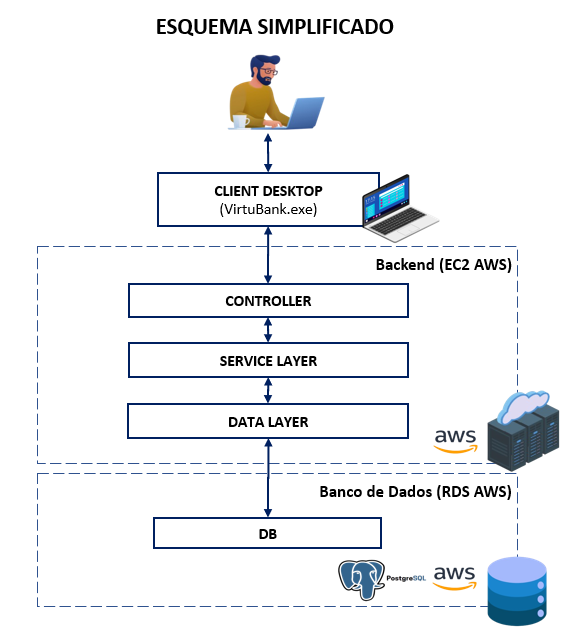 ESQUEMA SIMPLIFICADO
CLIENT DESKTOP
(VirtuBank.exe)
Backend (EC2 AWS)
CONTROLLER
SERVICE LAYER
DATA LAYER
aws
Banco de Dados (RDS AWS)
DB
PostgreSQL
aws